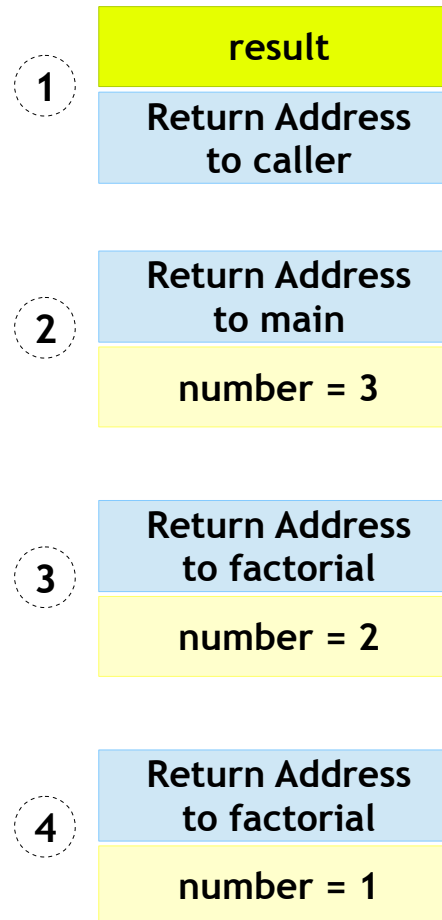 1
result
Return Address
to caller
2
Return Address
to main
number = 3
3
Return Address
to factorial
number = 2
4
Return Address
to factorial
number = 1